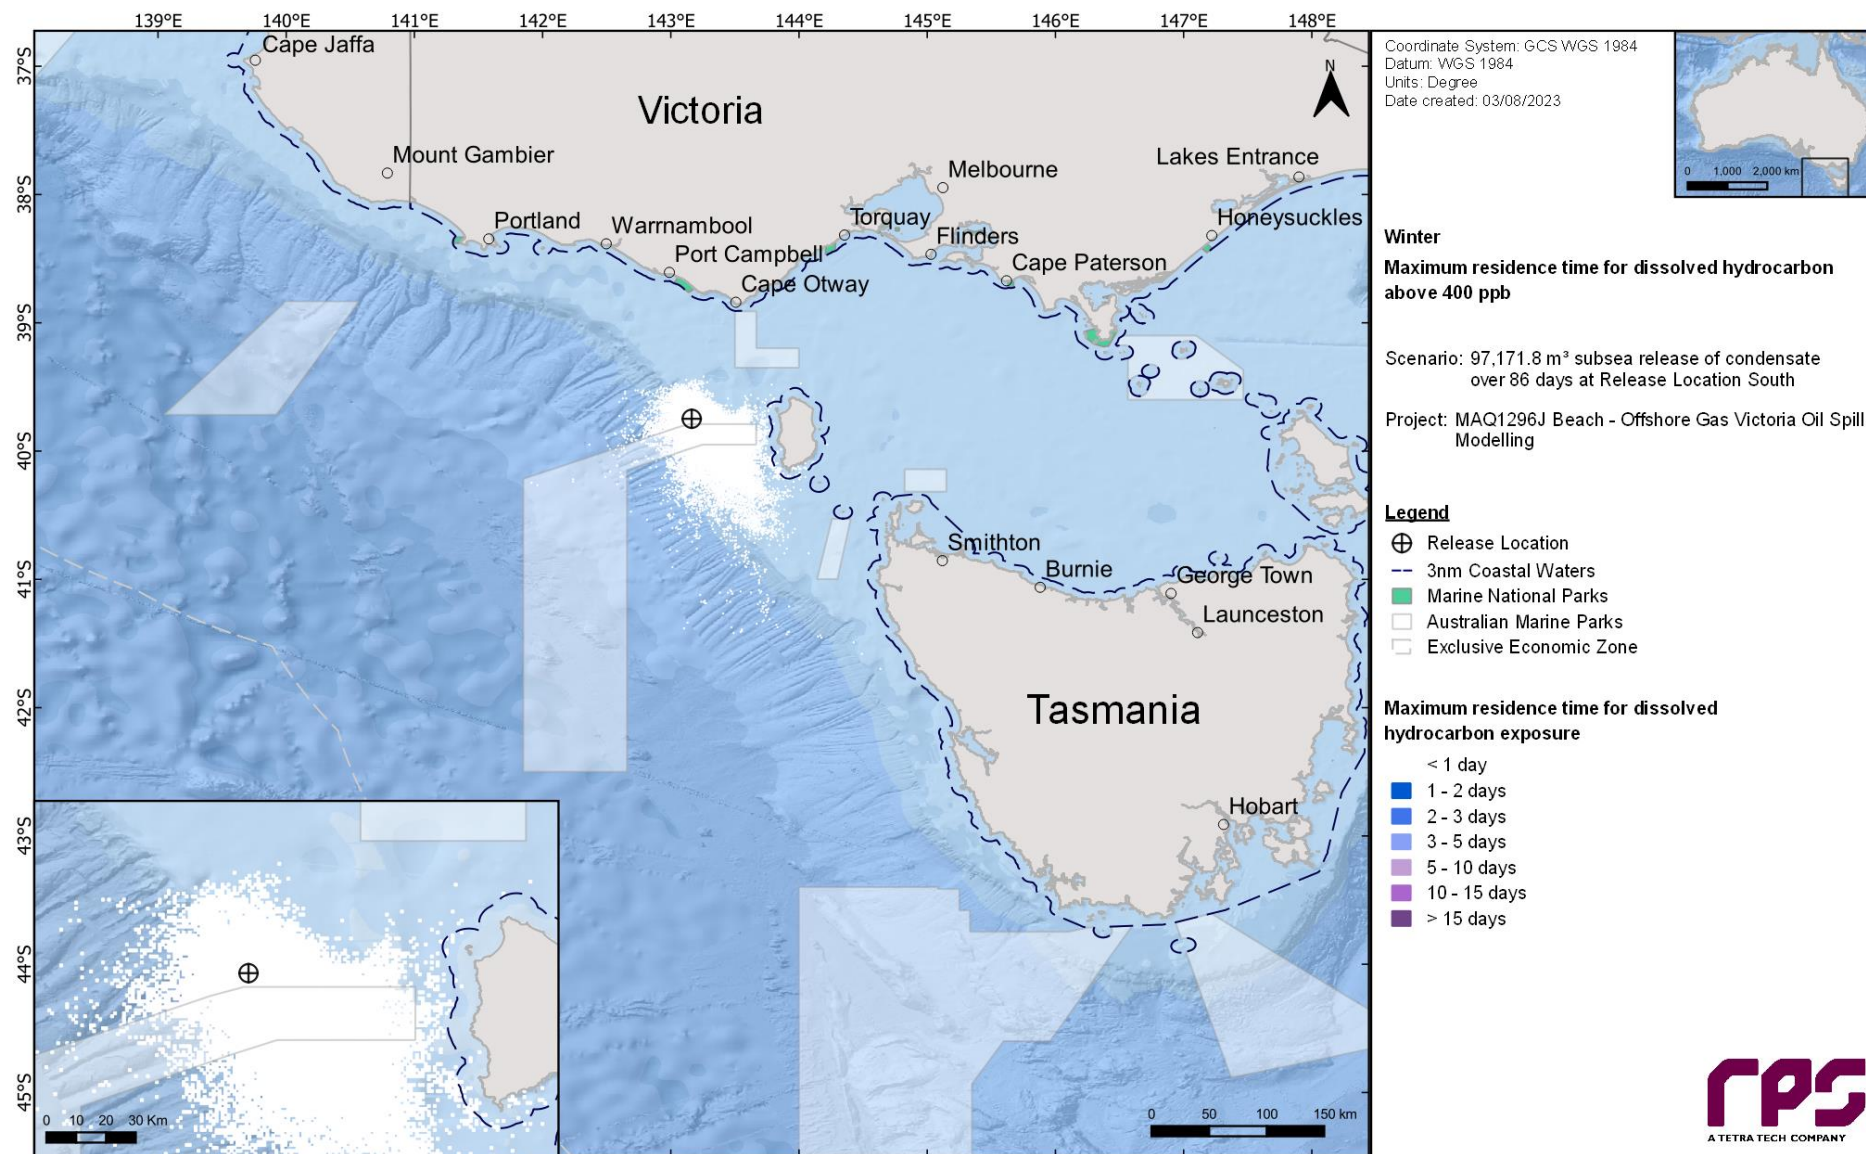 139°E 140°E 141°E 142°E 143°E 144°E 145°E 146°E 147°E 148°E
37°S
38°S
39°S
40°S
41°S
42°S
43°S
44°S
45°S
Cape Jaffa
Victoria
N
Mount Gambier
Melbourne
Lakes Entrance
Portland
Warrnambool
Torquay
Honeysuckles
Flinders
Port Campbell
Cape Paterson
Cape Otway
Smithton
Burnie
George Town
Launceston
Tasmania
Hobart
0 10 20 30 Km
0 50 100 150 km
Coordinate System: GCS WGS 1984
Datum: WGS 1984
Units: Degree
Date created: 03/08/2023
0 1,000 2,000 km
Winter
Maximum residence time for dissolved hydrocarbon
above 400 ppb
Scenario: 97,171.8 m³ subsea release of condensate
over 86 days at Release Location South
Project: MAQ1296J Beach - Offshore Gas Victoria Oil Spill
Modelling
Legend
Release Location
3nm Coastal Waters
Marine National Parks
Australian Marine Parks
Exclusive Economic Zone
Maximum residence time for dissolved
hydrocarbon exposure
< 1 day
1 - 2 days
2 - 3 days
3 - 5 days
5 - 10 days
10 - 15 days
> 15 days
rps
A TETRA TECH COMPANY